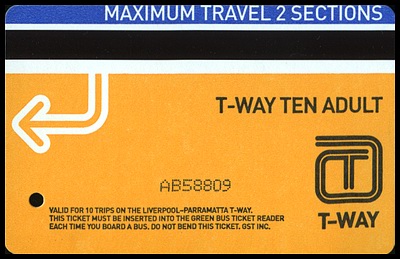 MAXIMUM TRAVEL 2 SECTIONS
T-WAY TEN ADULT
AB58809
VALID FOR 10 TRIPS ON THE LIVERPOOL-PARRAMATTA T-WAY.
THIS TICKET MUST BE INSERTED INTO THE GREEN BUS TICKET READER
EACH TIME YOU BOARD A BUS. DO NOT BEND THIS TICKET. GST INC.
T
T-WAY